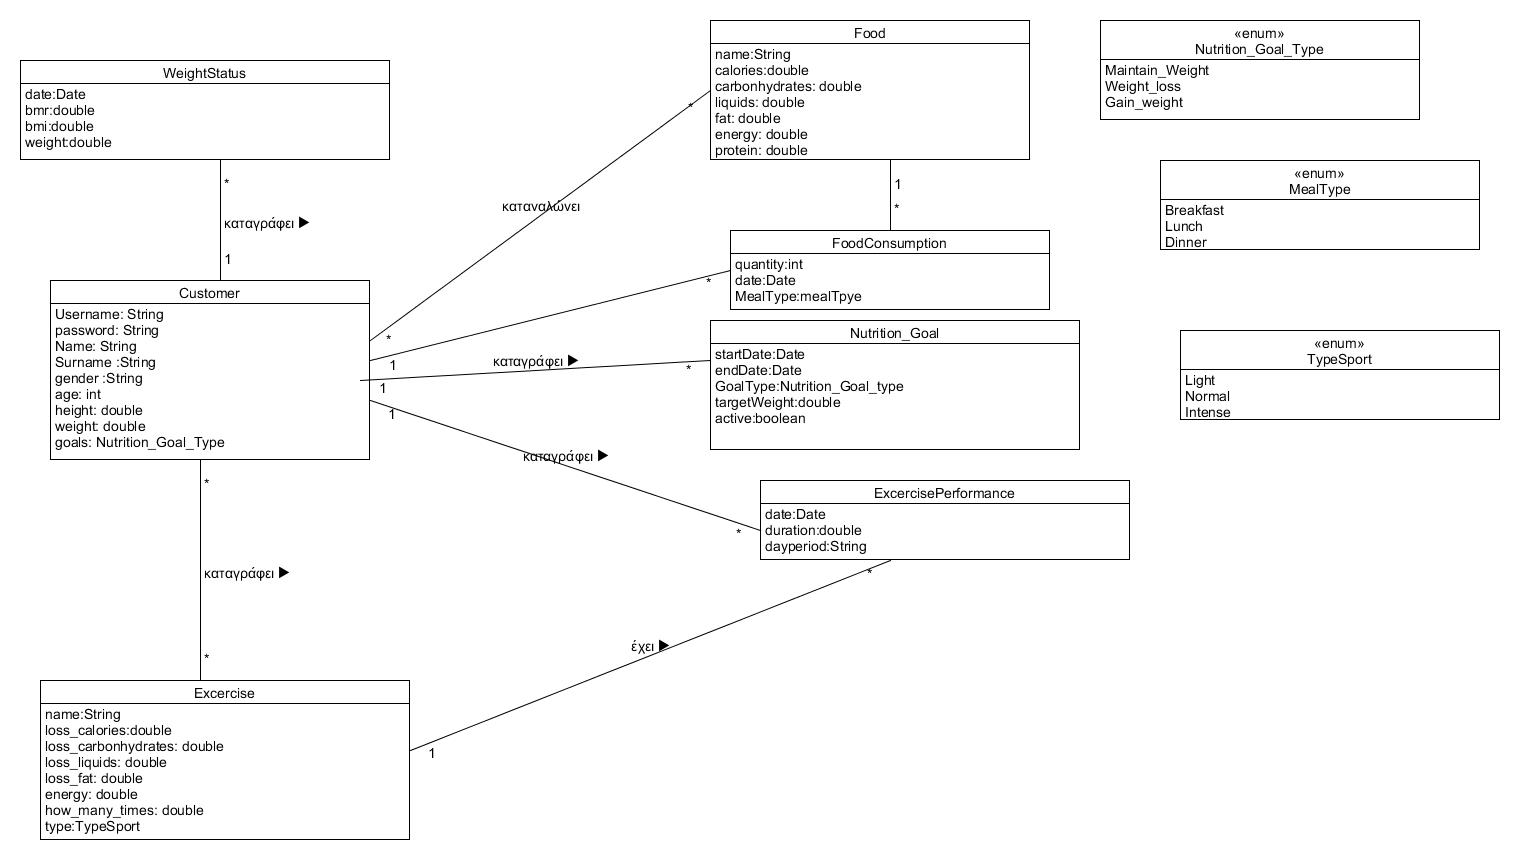 WeightStatus
date:Date
bmr:double
bmi:double
weight:double
*
καταγράφει ▶
1
Customer
Username: String
password: String
Name: String
Surname :String
gender :String
age: int
height: double
weight: double
goals: Nutrition_Goal_Type
*
καταγράφει ▶
*
Excercise
name:String
loss_calories:double
loss_carbonhydrates: double
loss_liquids: double
loss_fat: double
energy: double
how_many_times: double
type:TypeSport
Food
name:String
calories:double
carbonhydrates: double
liquids: double
fat: double
energy: double
protein: double
*
καταναλώνει
*
1
*
FoodConsumption
quantity:int
date:Date
MealType:mealTpye
*
1
Nutrition_Goal
startDate:Date
endDate:Date
GoalType:Nutrition_Goal_type
targetWeight:double
active:boolean
καταγράφει ▶
*
1
1
καταγράφει ▶
*
ExcercisePerformance
date:Date
duration:double
dayperiod:String
*
έχει ▶
1
«enum»
Nutrition_Goal_Type
Maintain_Weight
Weight_loss
Gain_weight
«enum»
MealType
Breakfast
Lunch
Dinner
«enum»
TypeSport
Light
Normal
Intense